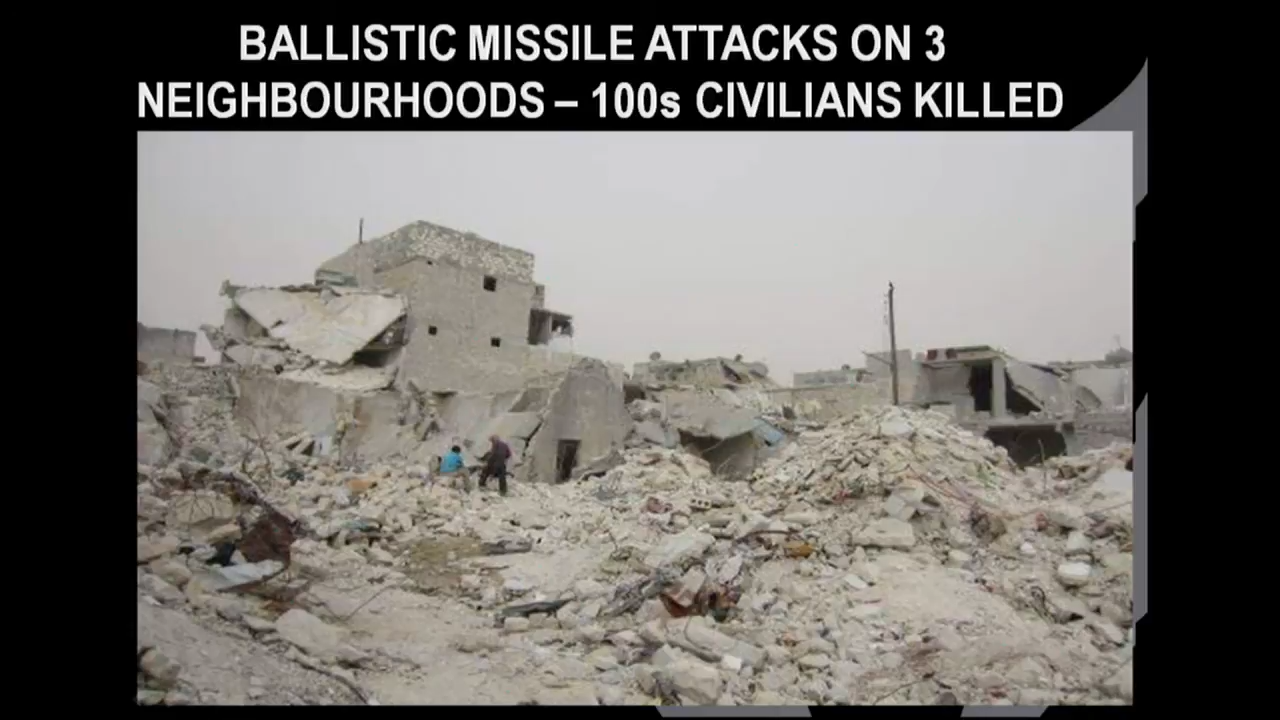 BALLISTIC MISSILE ATTACKS ON 3
NEIGHBOURHOODS – 100s CIVILIANS KILLED